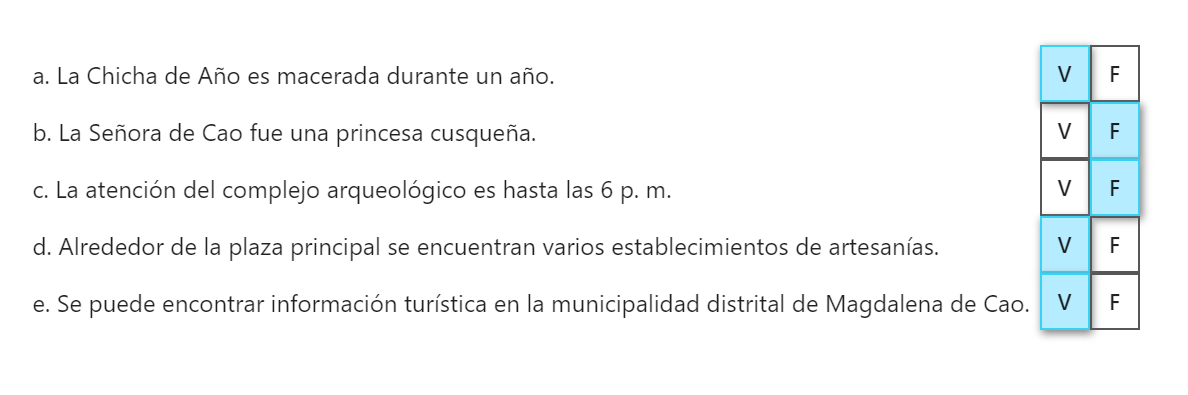 a. La Chicha de Año es macerada durante un año. V F
b. La Señora de Cao fue una princesa cusqueña. V F
c. La atención del complejo arqueológico es hasta las 6 p. m. V F
d. Alrededor de la plaza principal se encuentran varios establecimientos de artesanías. V F
e. Se puede encontrar información turística en la municipalidad distrital de Magdalena de Cao. V F